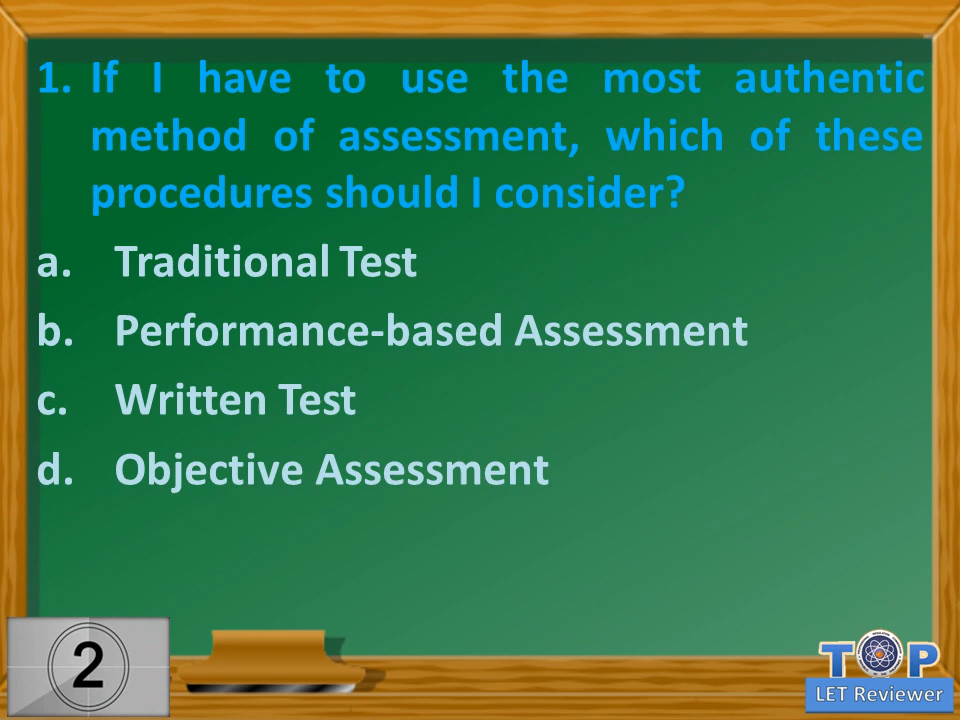 1. If I have to use the most authentic
method of assessment, which of these
procedures should I consider?
a. Traditional Test
b. Performance-based Assessment
c. Written Test
d. Objective Assessment
2
TOP
LET Reviewer